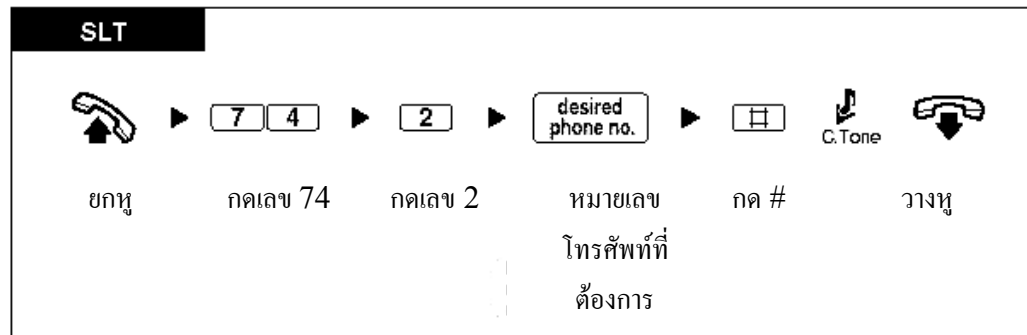 SLT
7 4 2 desired phone no. # C.Tone
ยกหู กดเลข 74 กดเลข 2 หมายเลข กด # วางหู
โทรศัพท์ที่
ต้องการ